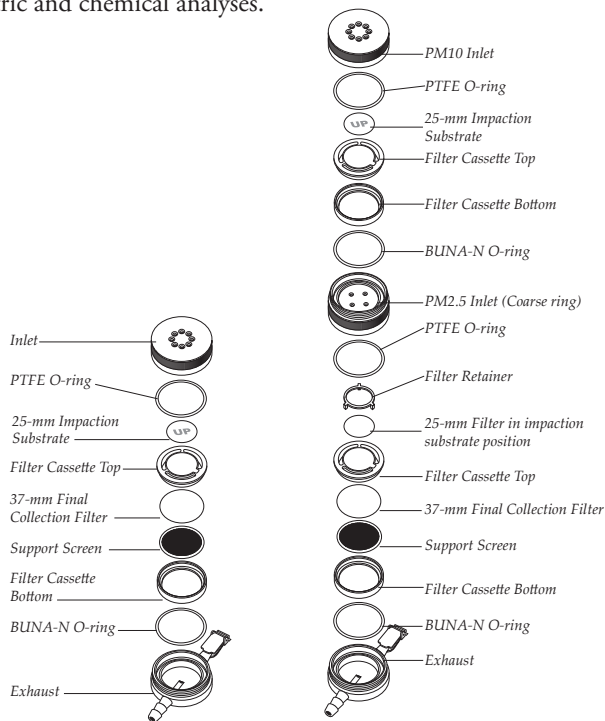 ric and chemical analyses.
Inlet
PTFE O-ring
25-mm Impaction
Substrate
UP
Filter Cassette Top
37-mm Final
Collection Filter
Support Screen
Filter Cassette
Bottom
BUNA-N O-ring
Exhaust
PM10 Inlet
PTFE O-ring
25-mm Impaction
Substrate
UP
Filter Cassette Top
Filter Cassette Bottom
BUNA-N O-ring
PM2.5 Inlet (Coarse ring)
PTFE O-ring
Filter Retainer
25-mm Filter in impaction
substrate position
Filter Cassette Top
37-mm Final Collection Filter
Support Screen
Filter Cassette Bottom
BUNA-N O-ring
Exhaust